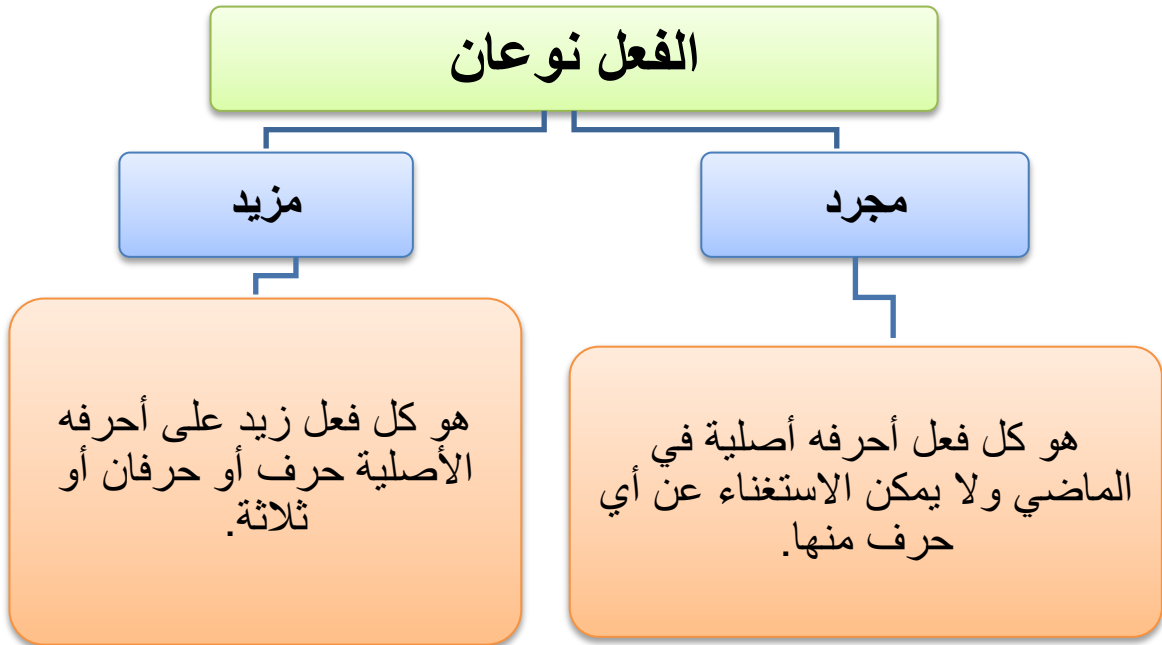 الفعل نوعان
مجرد
مزيد
هو كل فعل أحرفه أصلية في
الماضي ولا يمكن الاستغناء عن أي
حرف منها.
هو كل فعل زيد على أحرفه
الأصلية حرف أو حرفان أو
ثلاثة.